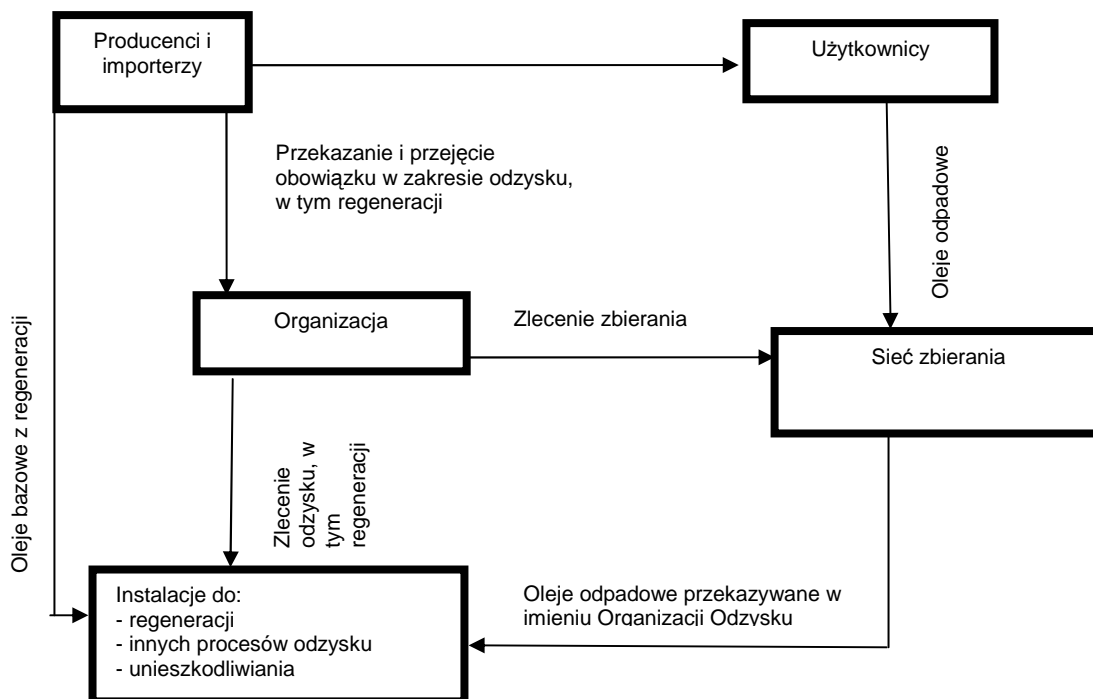 Producenci i
importerzy
Użytkownicy
Przekazanie i przejęcie
obowiązku w zakresie odzysku,
w tym regeneracji
Oleje odpadowe
Organizacja
Zlecenie zbierania
Sieć zbierania
Oleje bazowe z regeneracji
Zlecenie
odzysku, w
tym
regeneracji
Instalacje do:
- regeneracji
- innych procesów odzysku
- unieszkodliwiania
Oleje odpadowe przekazywane w
imieniu Organizacji Odzysku